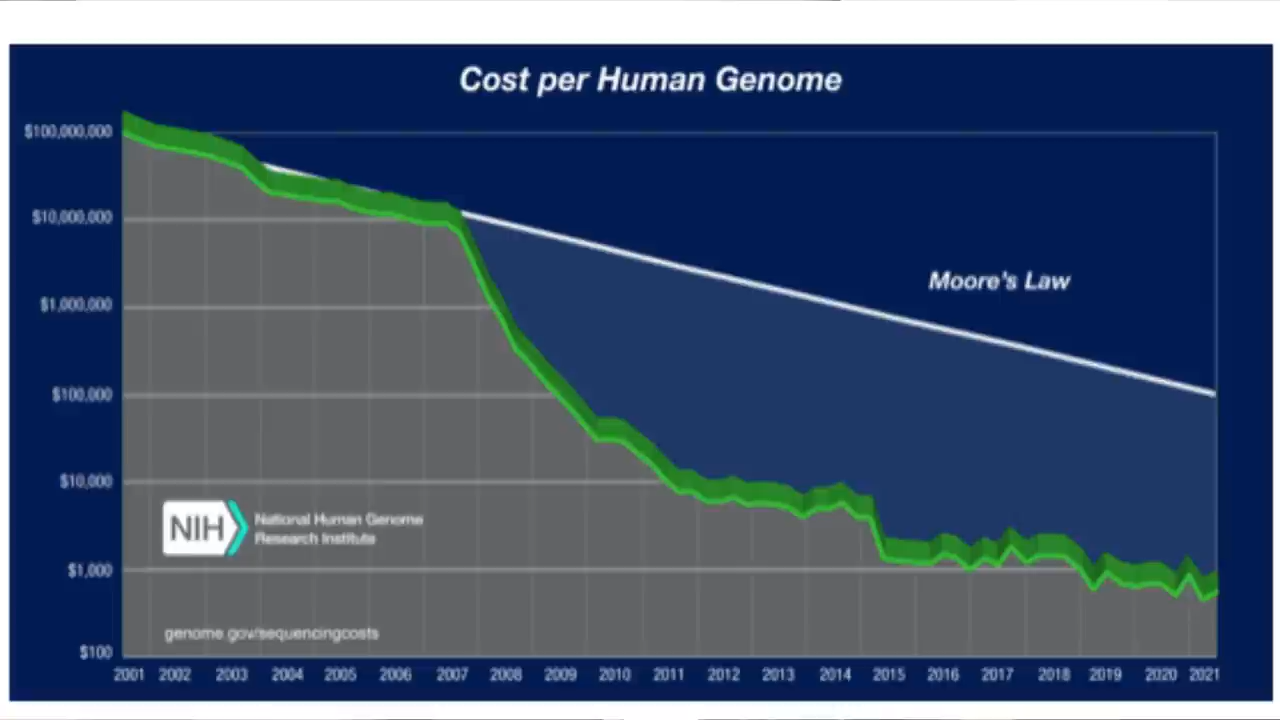 Cost per Human Genome
$100,000,000
$10,000,000
Moore's Law
$1,000,000
$100,000
$10,000
NIH
National Human Genome
Research Institute
$1,000
genome.gov/sequencingcosts
$100
2001 2002 2003 2004 2005 2006 2007 2008 2009 2010 2011 2012 2013 2014 2015 2016 2017 2018 2019 2020 2021